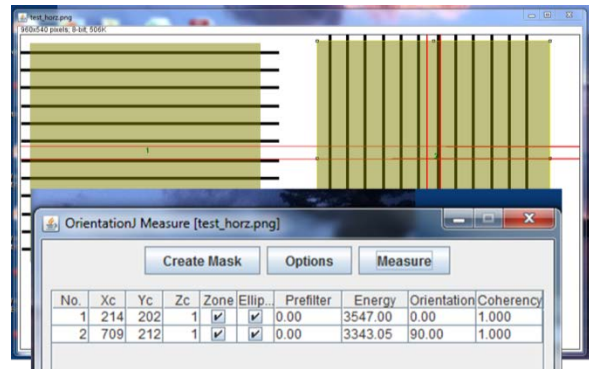 test_horz.png
960x540 pixels; 8-bit; 506K
1
OrientationJ Measure [test_horz.png]
Create Mask Options Measure
No. Xc Yc Zc Zone Ellip... Prefilter Energy Orientation Coherency
1 214 202 1 0.00 3547.00 0.00 1.000
2 709 212 1 0.00 3343.05 90.00 1.000